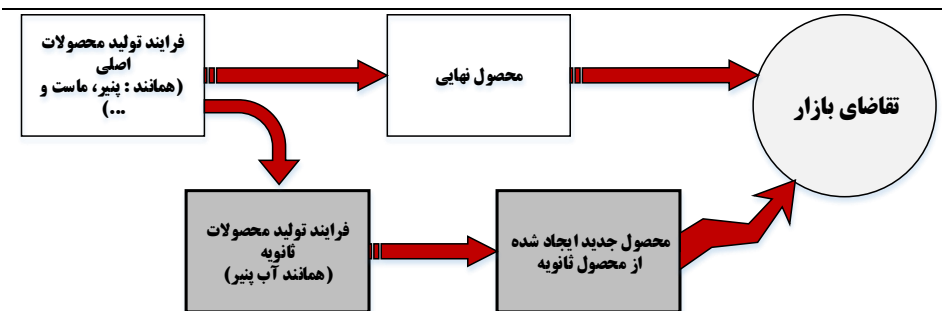 فرایند تولید محصولات
اصلی
(همانند : پنیر، ماست و
...)
محصول نهایی
تقاضای بازار
فرایند تولید محصولات
ثانویه
(همانند آب پنیر)
محصول جدید ایجاد شده
از محصول ثانویه